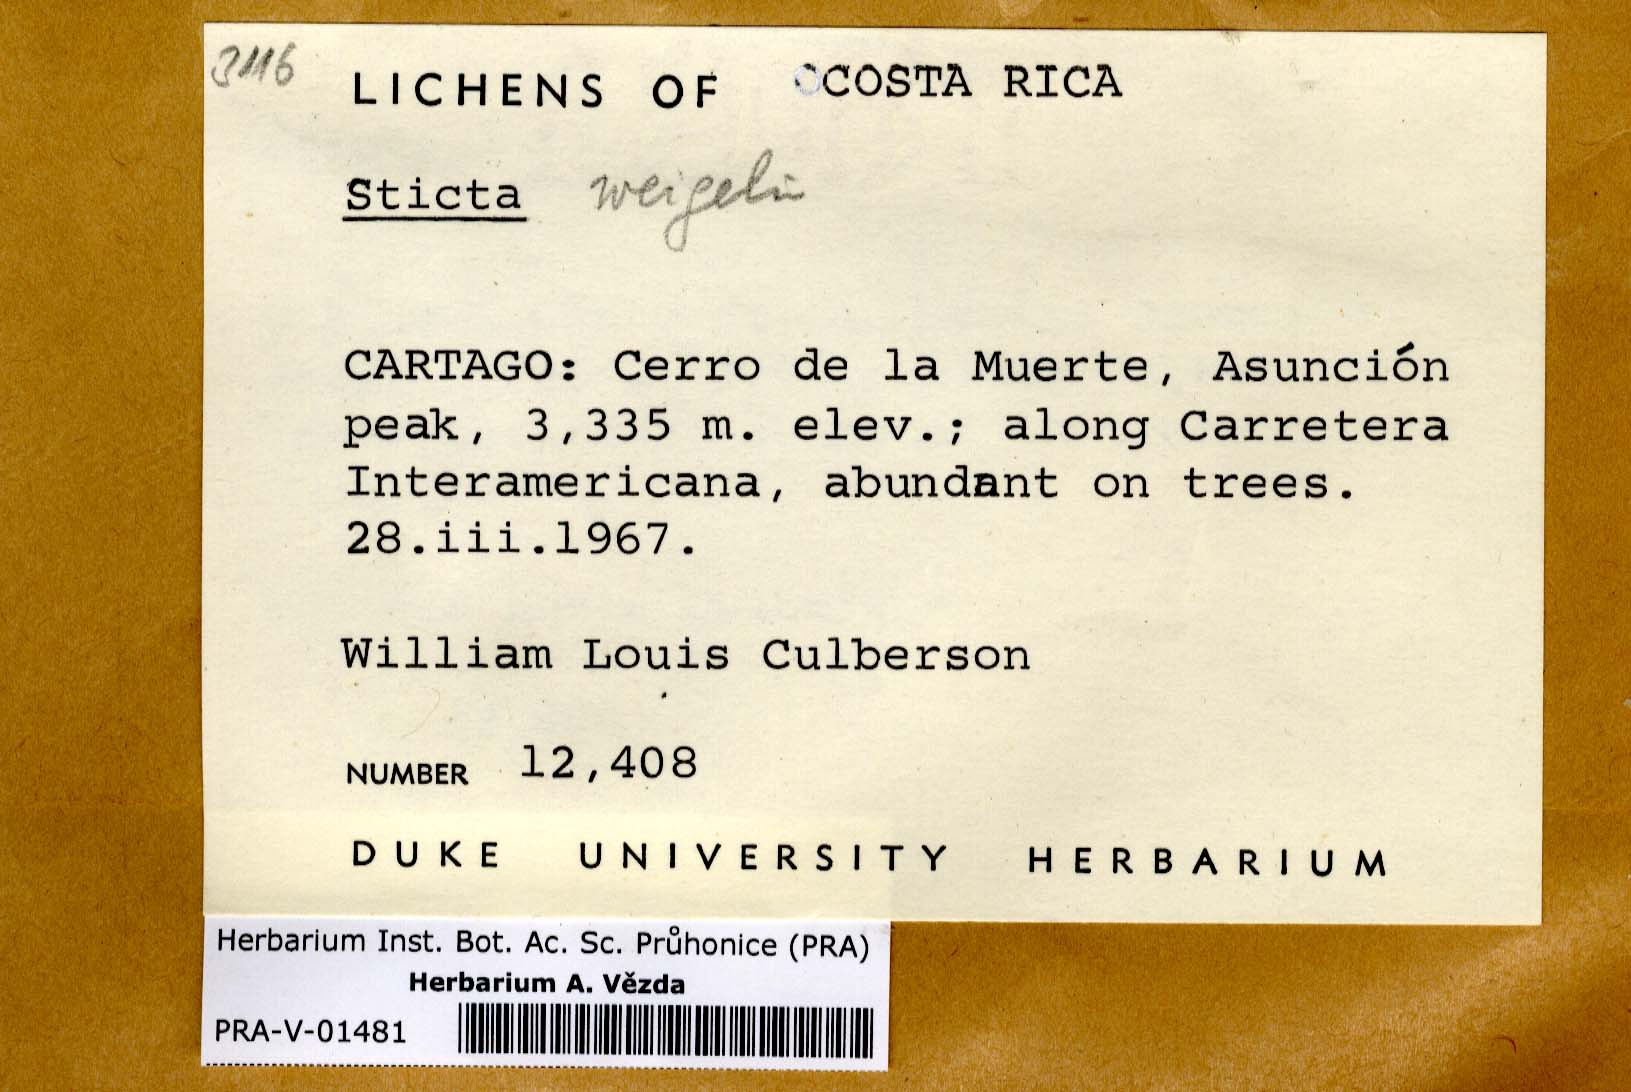 3116
LICHENS OF COSTA RICA
Sticta weigelii
CARTAGO: Cerro de la Muerte, Asunción
peak, 3,335 m. elev.; along Carretera
Interamericana, abundant on trees.
28.iii.1967.
William Louis Culberson
NUMBER 12,408
DUKE UNIVERSITY HERBARIUM
Herbarium Inst. Bot. Ac. Sc. Průhonice (PRA)
Herbarium A. Vězda
PRA-V-01481